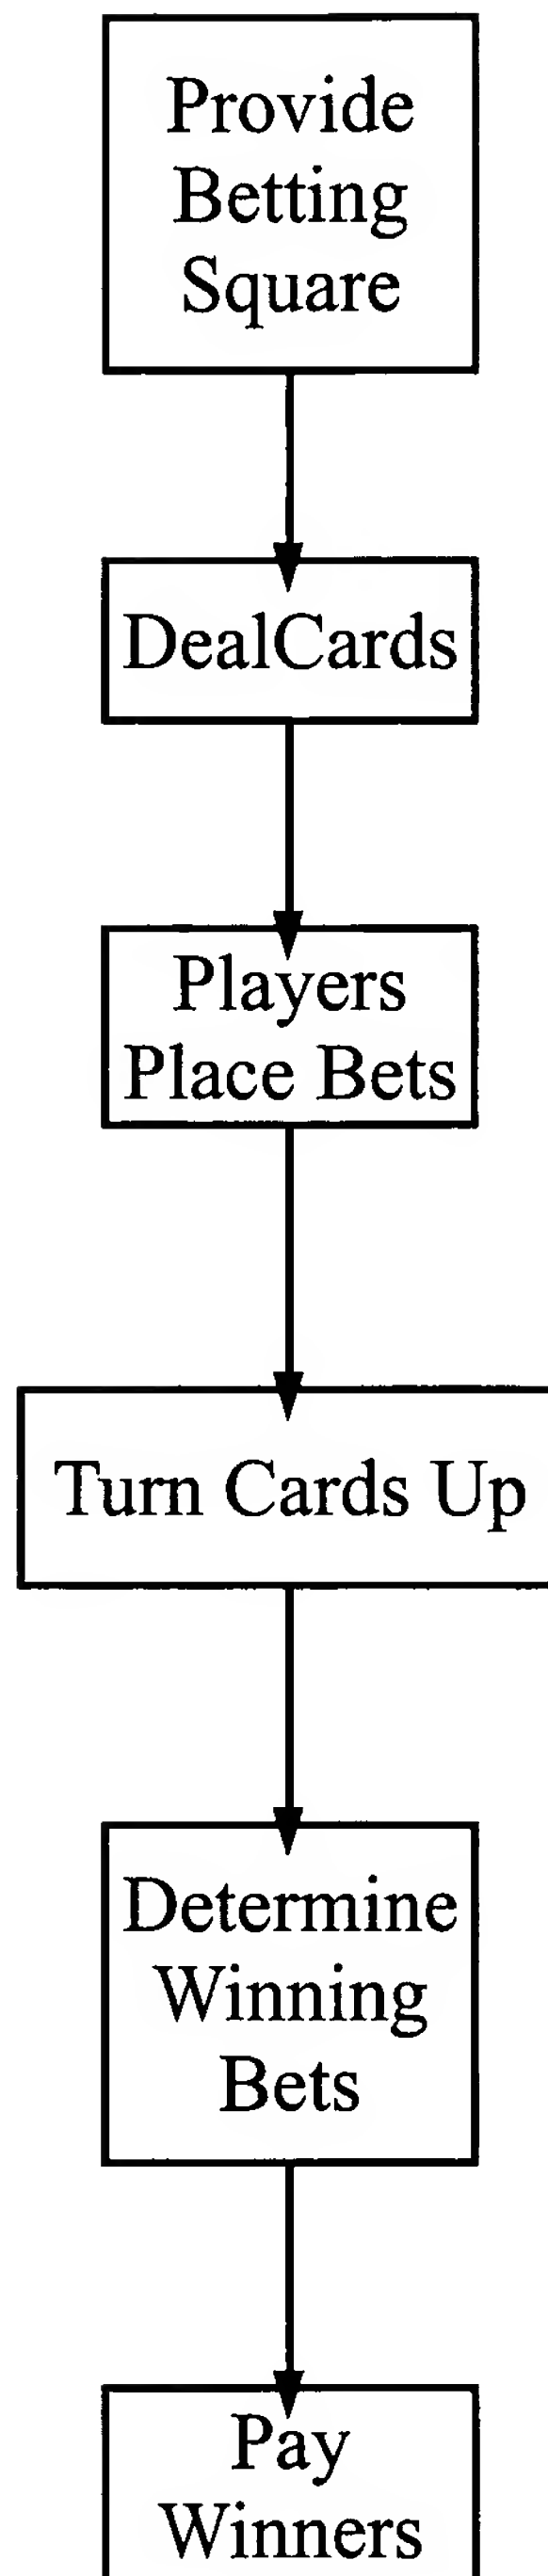 Provide
Betting
Square
DealCards
Players
Place Bets
Turn Cards Up
Determine
Winning
Bets
Pay
Winners